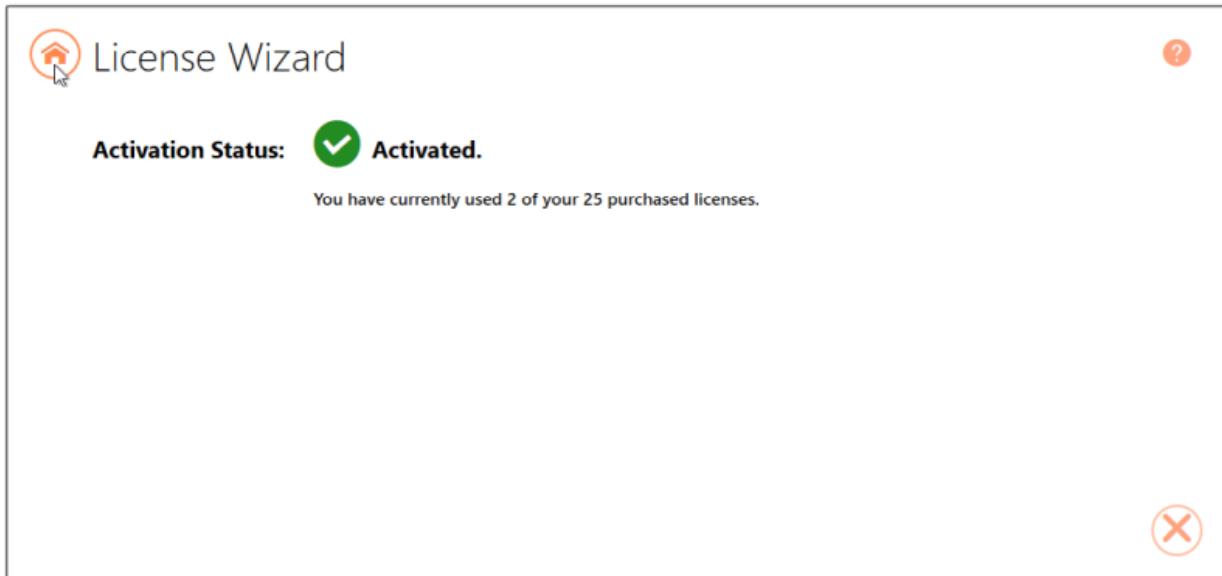 License Wizard
?
Activation Status: Activated.
You have currently used 2 of your 25 purchased licenses.